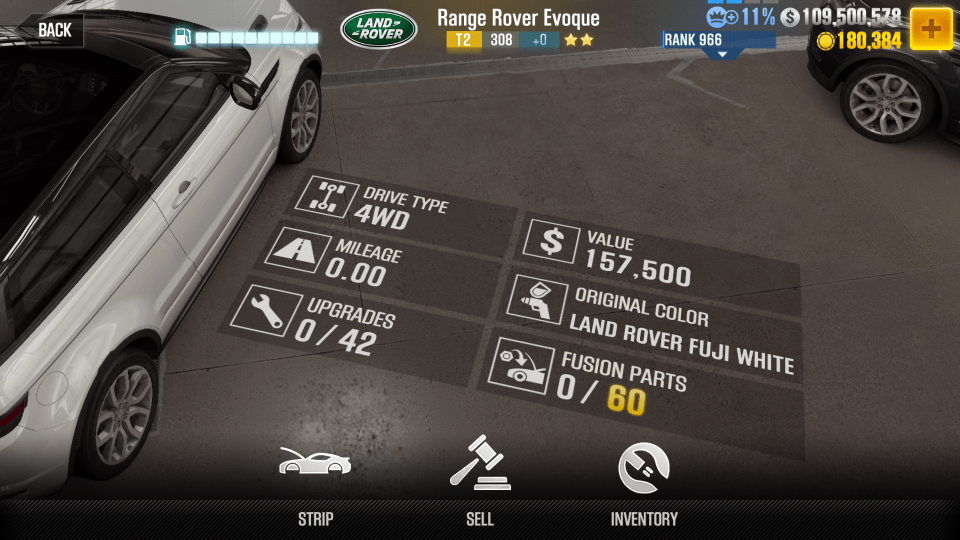 BACK
LAND
ROVER
Range Rover Evoque
T2 308 +0
11%
$ 109,500,578
RANK 966
180,384
DRIVE TYPE
4WD
MILEAGE
0.00
UPGRADES
0 / 42
$ VALUE
157,500
ORIGINAL COLOR
LAND ROVER FUJI WHITE
FUSION PARTS
0 / 60
STRIP
SELL
INVENTORY